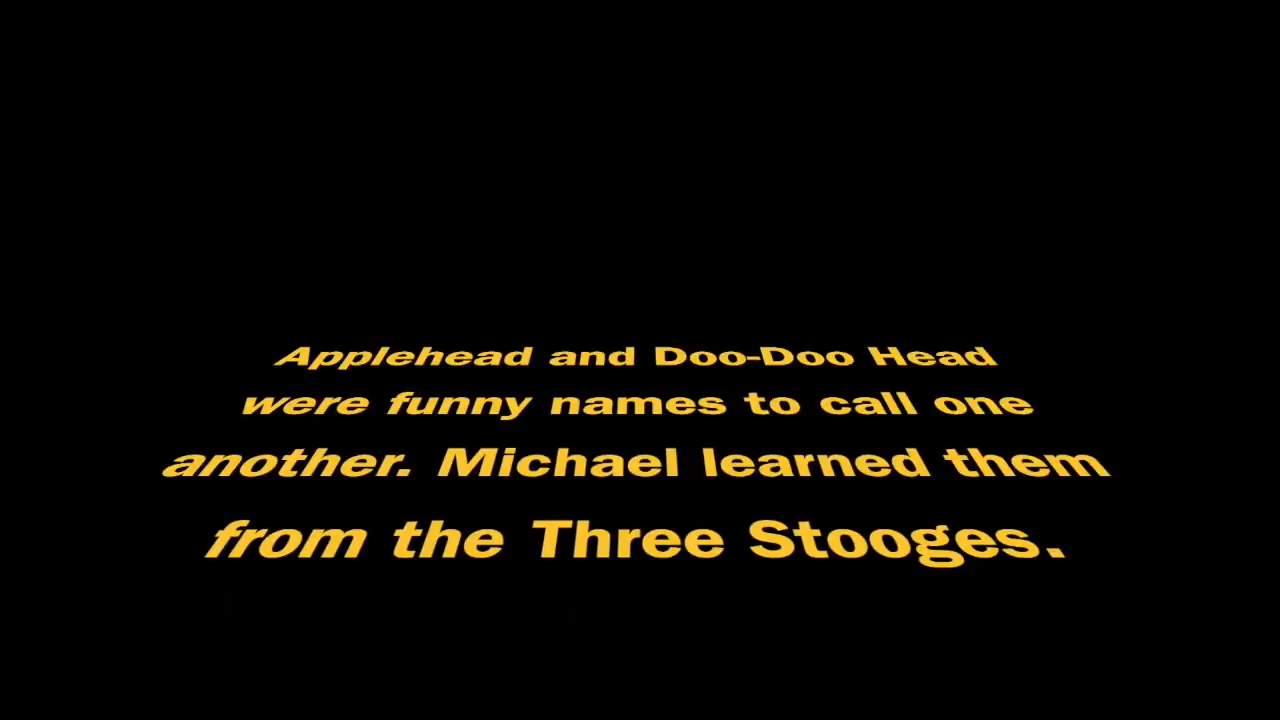 Applehead and Doo-Doo Head
were funny names to call one
another. Michael learned them
from the Three Stooges.